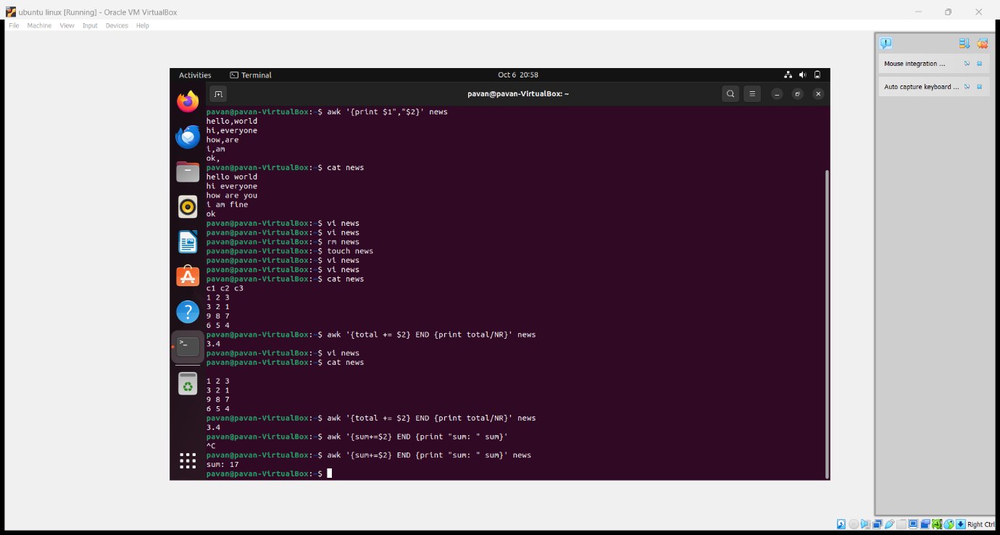 ubuntu linux [Running] - Oracle VM VirtualBox
File Machine View Input Devices Help
Mouse integration ...
Auto capture keyboard ...
Activities Terminal Oct 6 20:58
pavan@pavan-VirtualBox: ~
pavan@pavan-VirtualBox:~$ awk '{print $1","$2}' news
hello,world
hi,everyone
how,are
i,am
ok,
pavan@pavan-VirtualBox:~$ cat news
hello world
hi everyone
how are you
i am fine
ok
pavan@pavan-VirtualBox:~$ vi news
pavan@pavan-VirtualBox:~$ vi news
pavan@pavan-VirtualBox:~$ rm news
pavan@pavan-VirtualBox:~$ touch news
pavan@pavan-VirtualBox:~$ vi news
pavan@pavan-VirtualBox:~$ vi news
pavan@pavan-VirtualBox:~$ cat news
c1 c2 c3
1 2 3
3 2 1
9 8 7
6 5 4
pavan@pavan-VirtualBox:~$ awk '{total += $2} END {print total/NR}' news
3.4
pavan@pavan-VirtualBox:~$ vi news
pavan@pavan-VirtualBox:~$ cat news

1 2 3
3 2 1
9 8 7
6 5 4
pavan@pavan-VirtualBox:~$ awk '{total += $2} END {print total/NR}' news
3.4
pavan@pavan-VirtualBox:~$ awk '{sum+=$2} END {print "sum: " sum}'
^C
pavan@pavan-VirtualBox:~$ awk '{sum+=$2} END {print "sum: " sum}' news
sum: 17
pavan@pavan-VirtualBox:~$
Right Ctrl